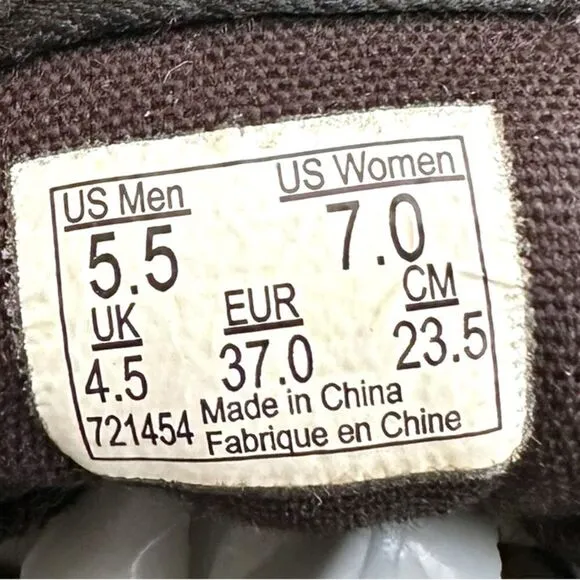 US Men US Women
5.5 7.0
UK EUR CM
4.5 37.0 23.5
721454 Made in China
Fabrique en Chine